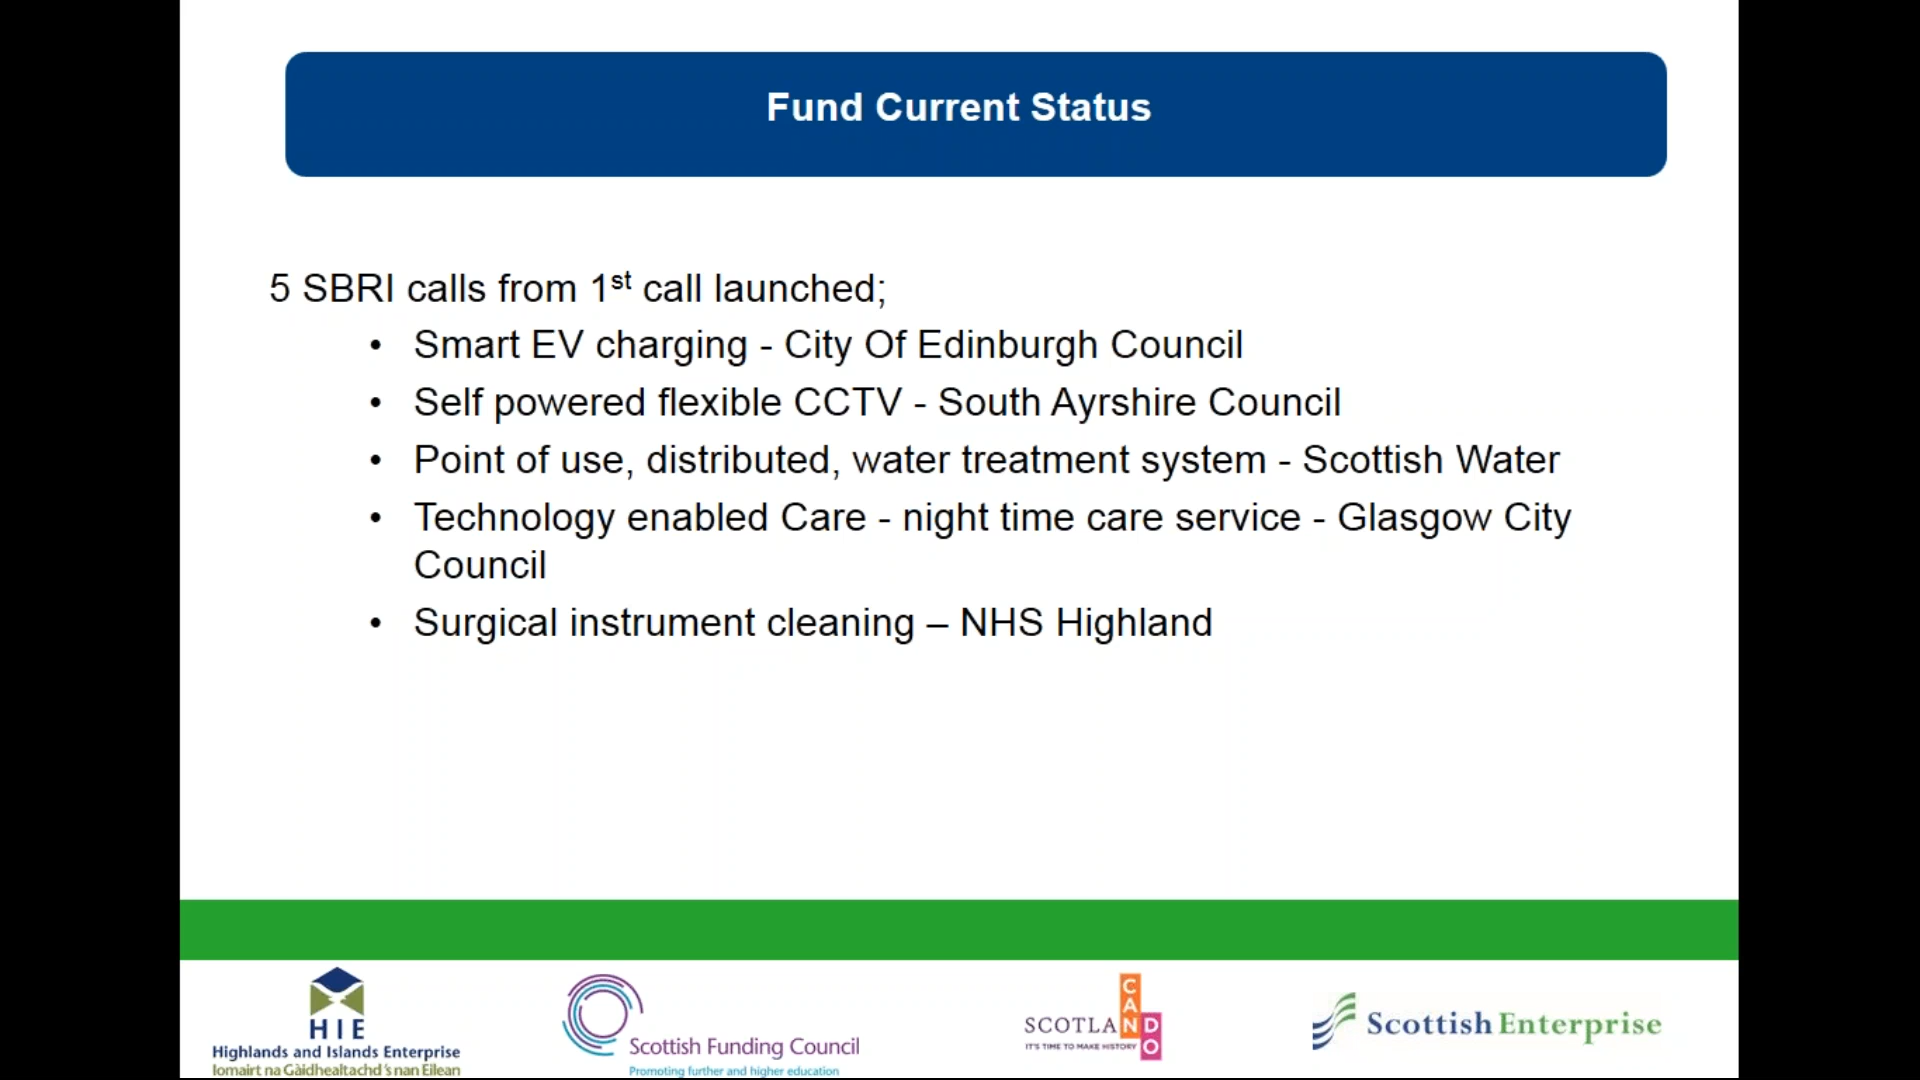 Fund Current Status
5 SBRI calls from 1st call launched;
• Smart EV charging - City Of Edinburgh Council
• Self powered flexible CCTV - South Ayrshire Council
• Point of use, distributed, water treatment system - Scottish Water
• Technology enabled Care - night time care service - Glasgow City
Council
• Surgical instrument cleaning – NHS Highland
HIE
Highlands and Islands Enterprise
Iomairt na Gàidhealtachd 's nan Eilean
Scottish Funding Council
Promoting further and higher education
SCOTLAND
CAN DO
IT'S TIME TO MAKE HISTORY
Scottish Enterprise